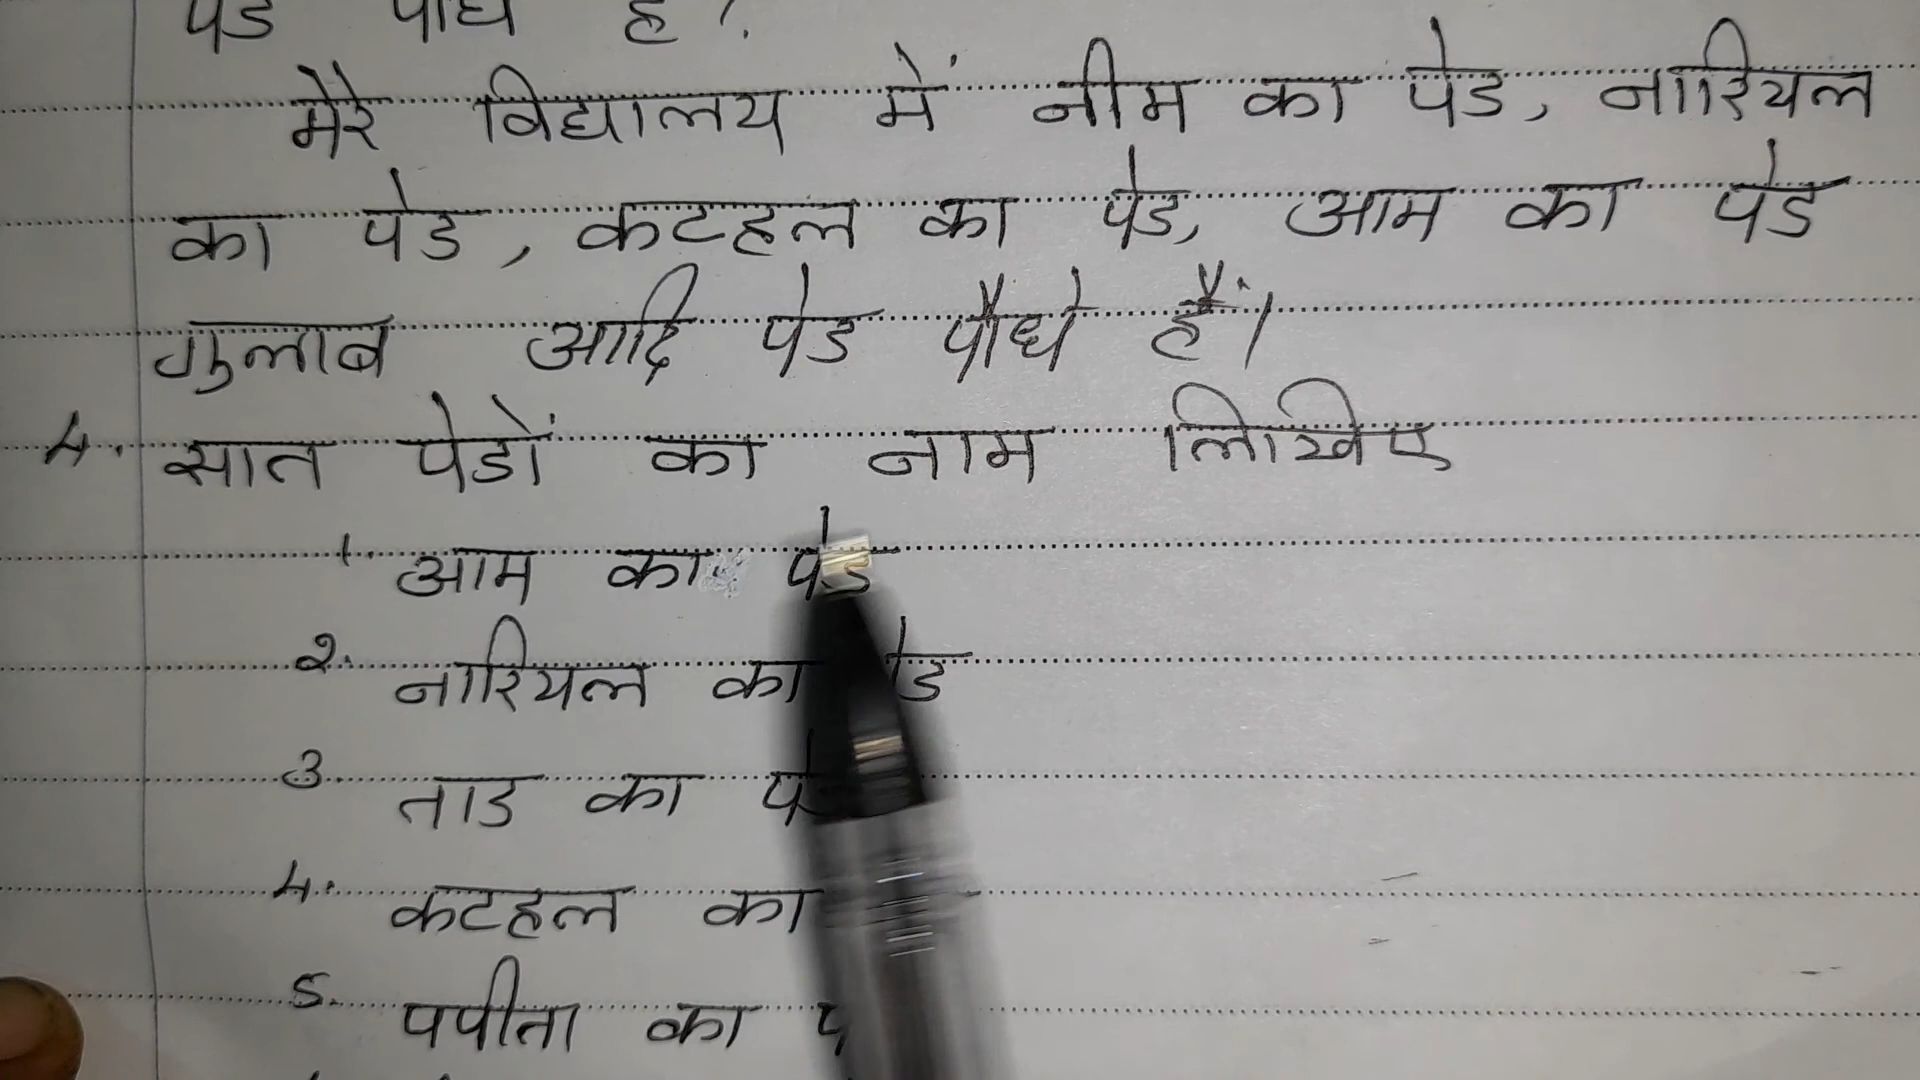 पेड पौधे है?
मेरे विद्यालय में नीम का पेड, नारियल
का पेड, कटहल का पेड, आम का पेड
गुलाब आदि पेड पौधे हैं।
4. सात पेडों का नाम लिखिए
1. आम का पेड
2. नारियल का पेड
3. ताड का पे
4. कटहल का
5. पपीता का